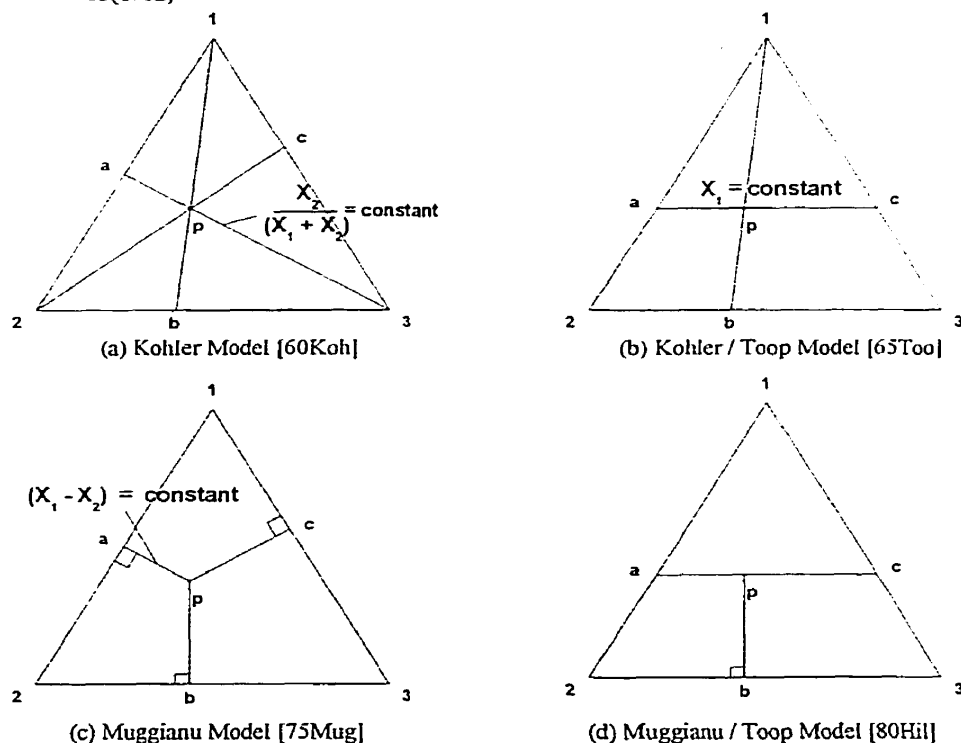 1
a
c
p
X₂
(X₁ + X₂)
= constant
2
b
3
(a) Kohler Model [60Koh]
1
X₁ = constant
a
c
p
2
b
3
(b) Kohler / Toop Model [65Too]
1
(X₁ - X₂) = constant
a
c
p
2
b
3
(c) Muggianu Model [75Mug]
1
a
c
p
2
b
3
(d) Muggianu / Toop Model [80Hil]